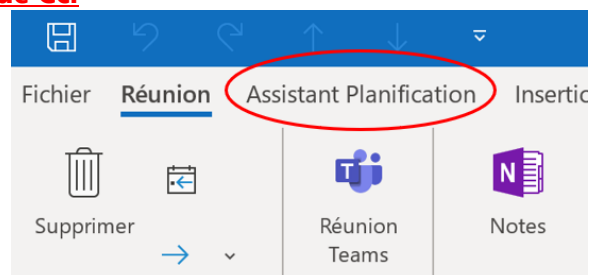 Fichier Réunion Assistant Planification
Supprimer Réunion Teams Notes